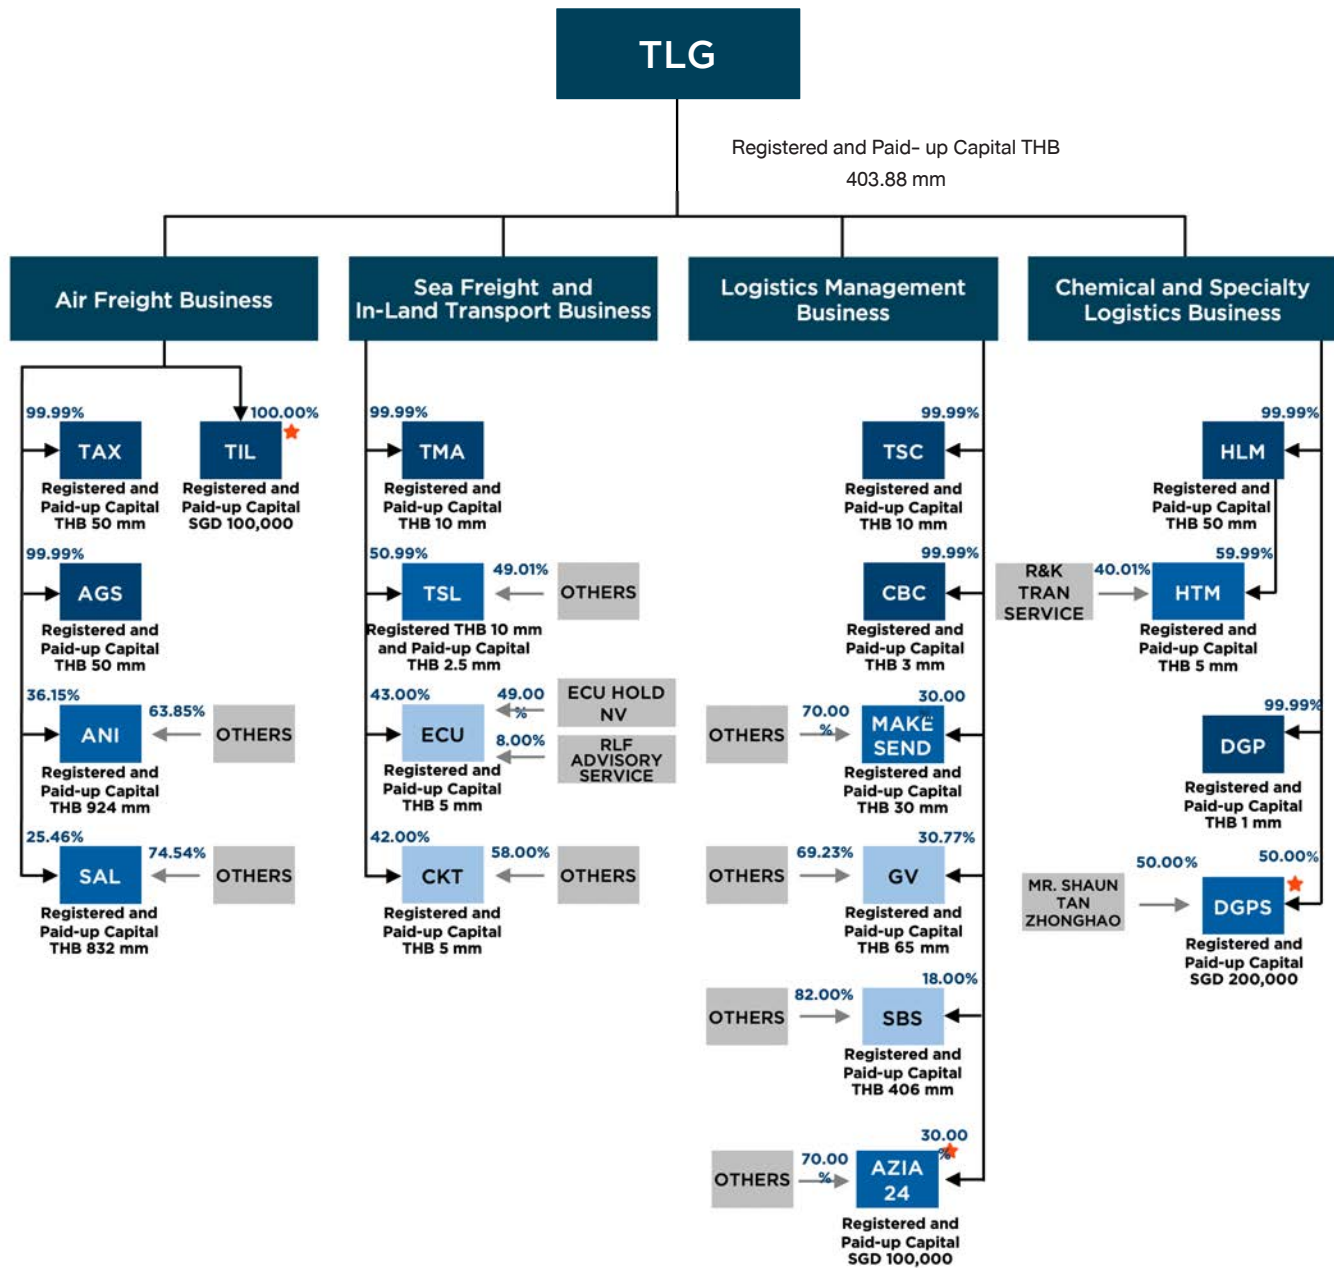 TLG
Registered and Paid- up Capital THB
403.88 mm
Air Freight Business
Sea Freight and
In-Land Transport Business
Logistics Management
Business
Chemical and Specialty
Logistics Business
99.99%
TAX
Registered and
Paid-up Capital
THB 50 mm
100.00%
TIL
Registered and
Paid-up Capital
SGD 100,000
99.99%
AGS
Registered and
Paid-up Capital
THB 50 mm
36.15%
ANI
63.85%
OTHERS
Registered and
Paid-up Capital
THB 924 mm
25.46%
SAL
74.54%
OTHERS
Registered and
Paid-up Capital
THB 832 mm
99.99%
TMA
Registered and
Paid-up Capital
THB 10 mm
50.99%
TSL
49.01%
OTHERS
Registered THB 10 mm
and Paid-up Capital
THB 2.5 mm
43.00%
ECU
49.00
%
ECU HOLD
NV
8.00%
RLF
ADVISORY
SERVICE
Registered and
Paid-up Capital
THB 5 mm
42.00%
CKT
58.00%
OTHERS
Registered and
Paid-up Capital
THB 5 mm
99.99%
TSC
Registered and
Paid-up Capital
THB 10 mm
99.99%
CBC
Registered and
Paid-up Capital
THB 3 mm
30.00
%
MAKE
SEND
70.00
%
OTHERS
Registered and
Paid-up Capital
THB 30 mm
30.77%
GV
69.23%
OTHERS
Registered and
Paid-up Capital
THB 65 mm
18.00%
SBS
82.00%
OTHERS
Registered and
Paid-up Capital
THB 406 mm
30.00
%
AZIA
24
70.00
%
OTHERS
Registered and
Paid-up Capital
SGD 100,000
99.99%
HLM
Registered and
Paid-up Capital
THB 50 mm
59.99%
HTM
40.01%
R&K
TRAN
SERVICE
Registered and
Paid-up Capital
THB 5 mm
99.99%
DGP
Registered and
Paid-up Capital
THB 1 mm
50.00%
DGPS
50.00%
MR. SHAUN
TAN
ZHONGHAO
Registered and
Paid-up Capital
SGD 200,000